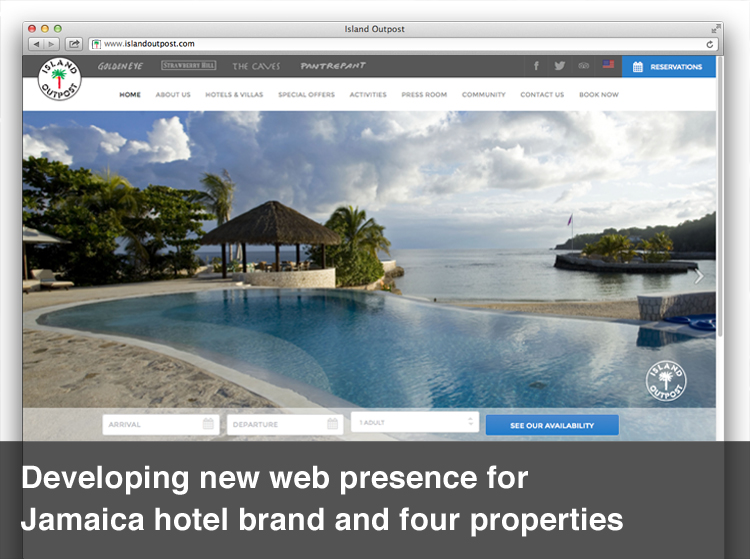 Island Outpost
www.islandoutpost.com
ISLAND OUTPOST
GOLDENEYE STRAWBERRY HILL THE CAVES PANTREPANT
RESERVATIONS
HOME ABOUT US HOTELS & VILLAS SPECIAL OFFERS ACTIVITIES PRESS ROOM COMMUNITY CONTACT US BOOK NOW
ISLAND OUTPOST
ARRIVAL DEPARTURE 1 ADULT SEE OUR AVAILABILITY
Developing new web presence for
Jamaica hotel brand and four properties